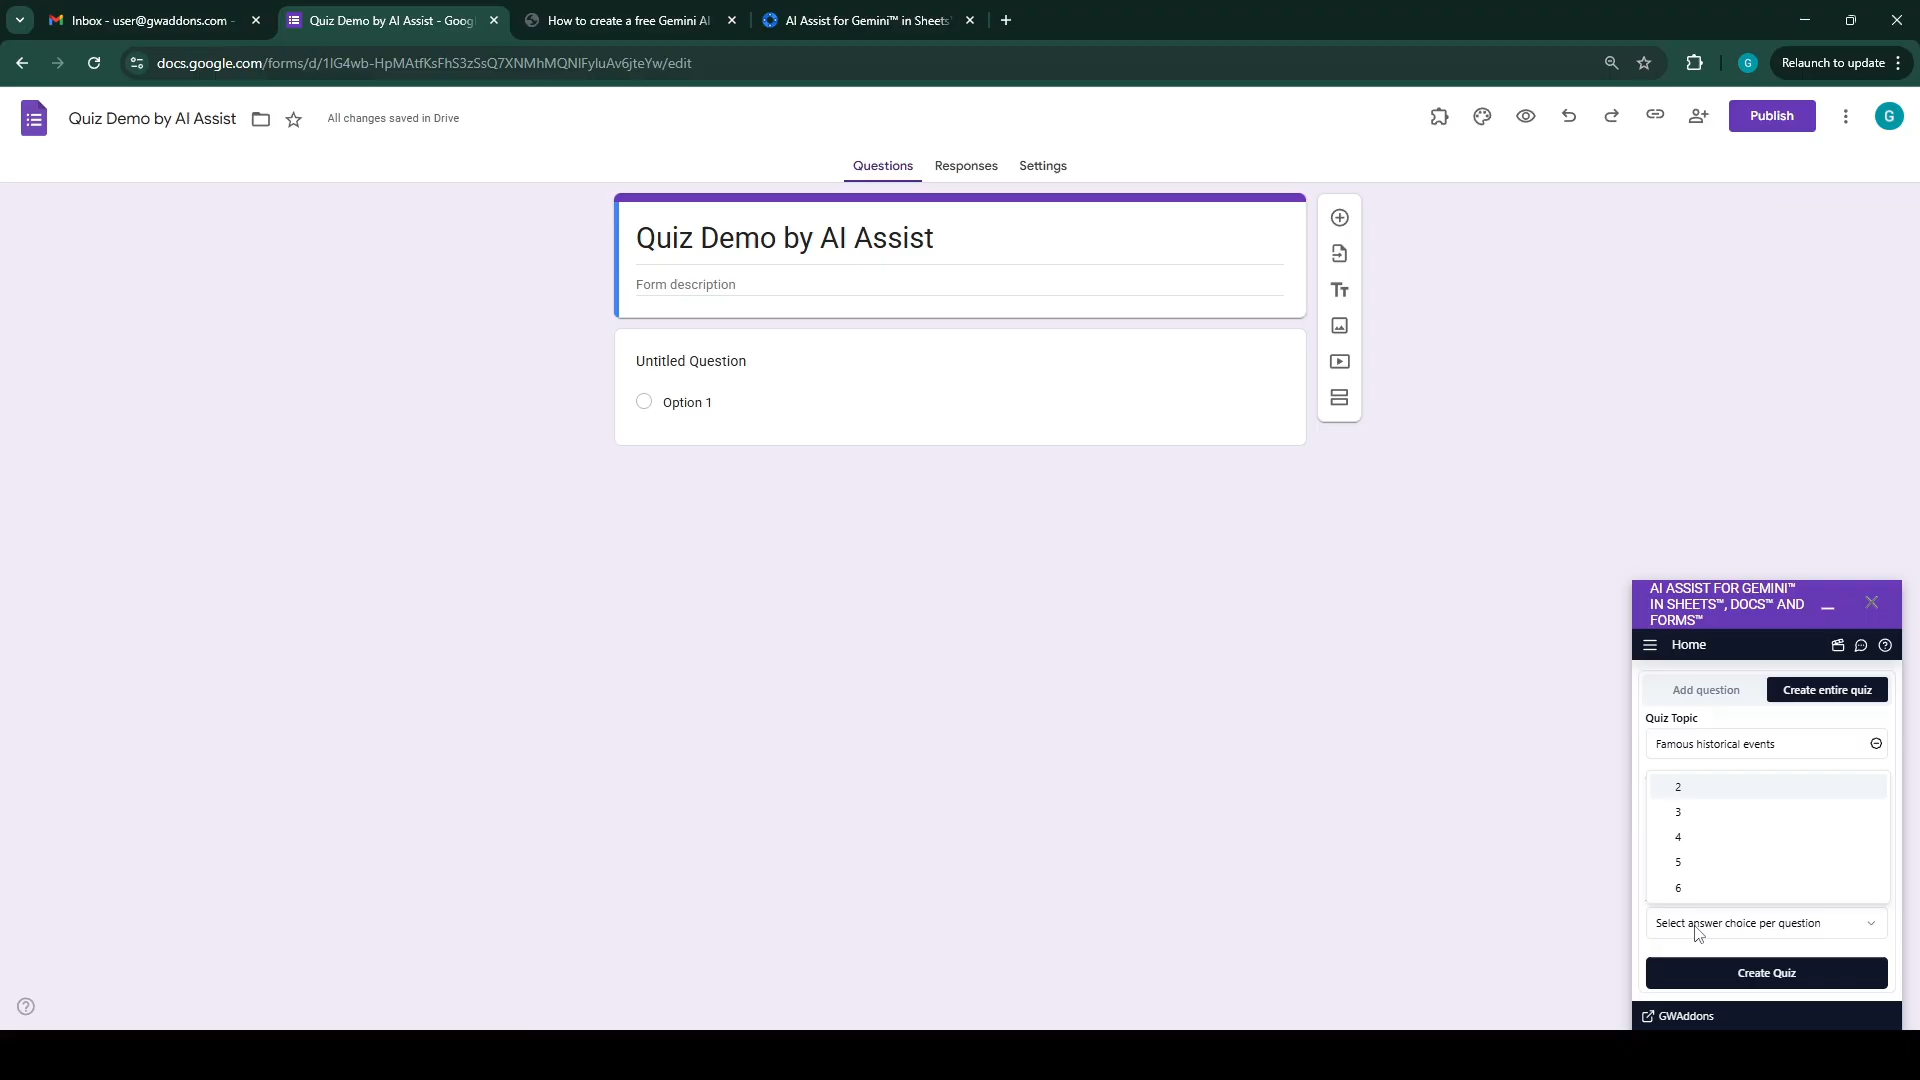 Inbox - user@gwaddons.com -
Quiz Demo by AI Assist - Goog
How to create a free Gemini AI
AI Assist for Gemini™ in Sheets
docs.google.com/forms/d/1IG4wb-HpMAtfKsFhS3zSsQ7XNMhMQNIFyluAv6jteYw/edit
G
Relaunch to update
Quiz Demo by AI Assist
All changes saved in Drive
Publish
G
Questions
Responses
Settings
Quiz Demo by AI Assist
Form description
Untitled Question
Option 1
AI ASSIST FOR GEMINI™
IN SHEETS™, DOCS™ AND
FORMS™
Home
Add question
Create entire quiz
Quiz Topic
Famous historical events
2
3
4
5
6
Select answer choice per question
Create Quiz
GWAddons